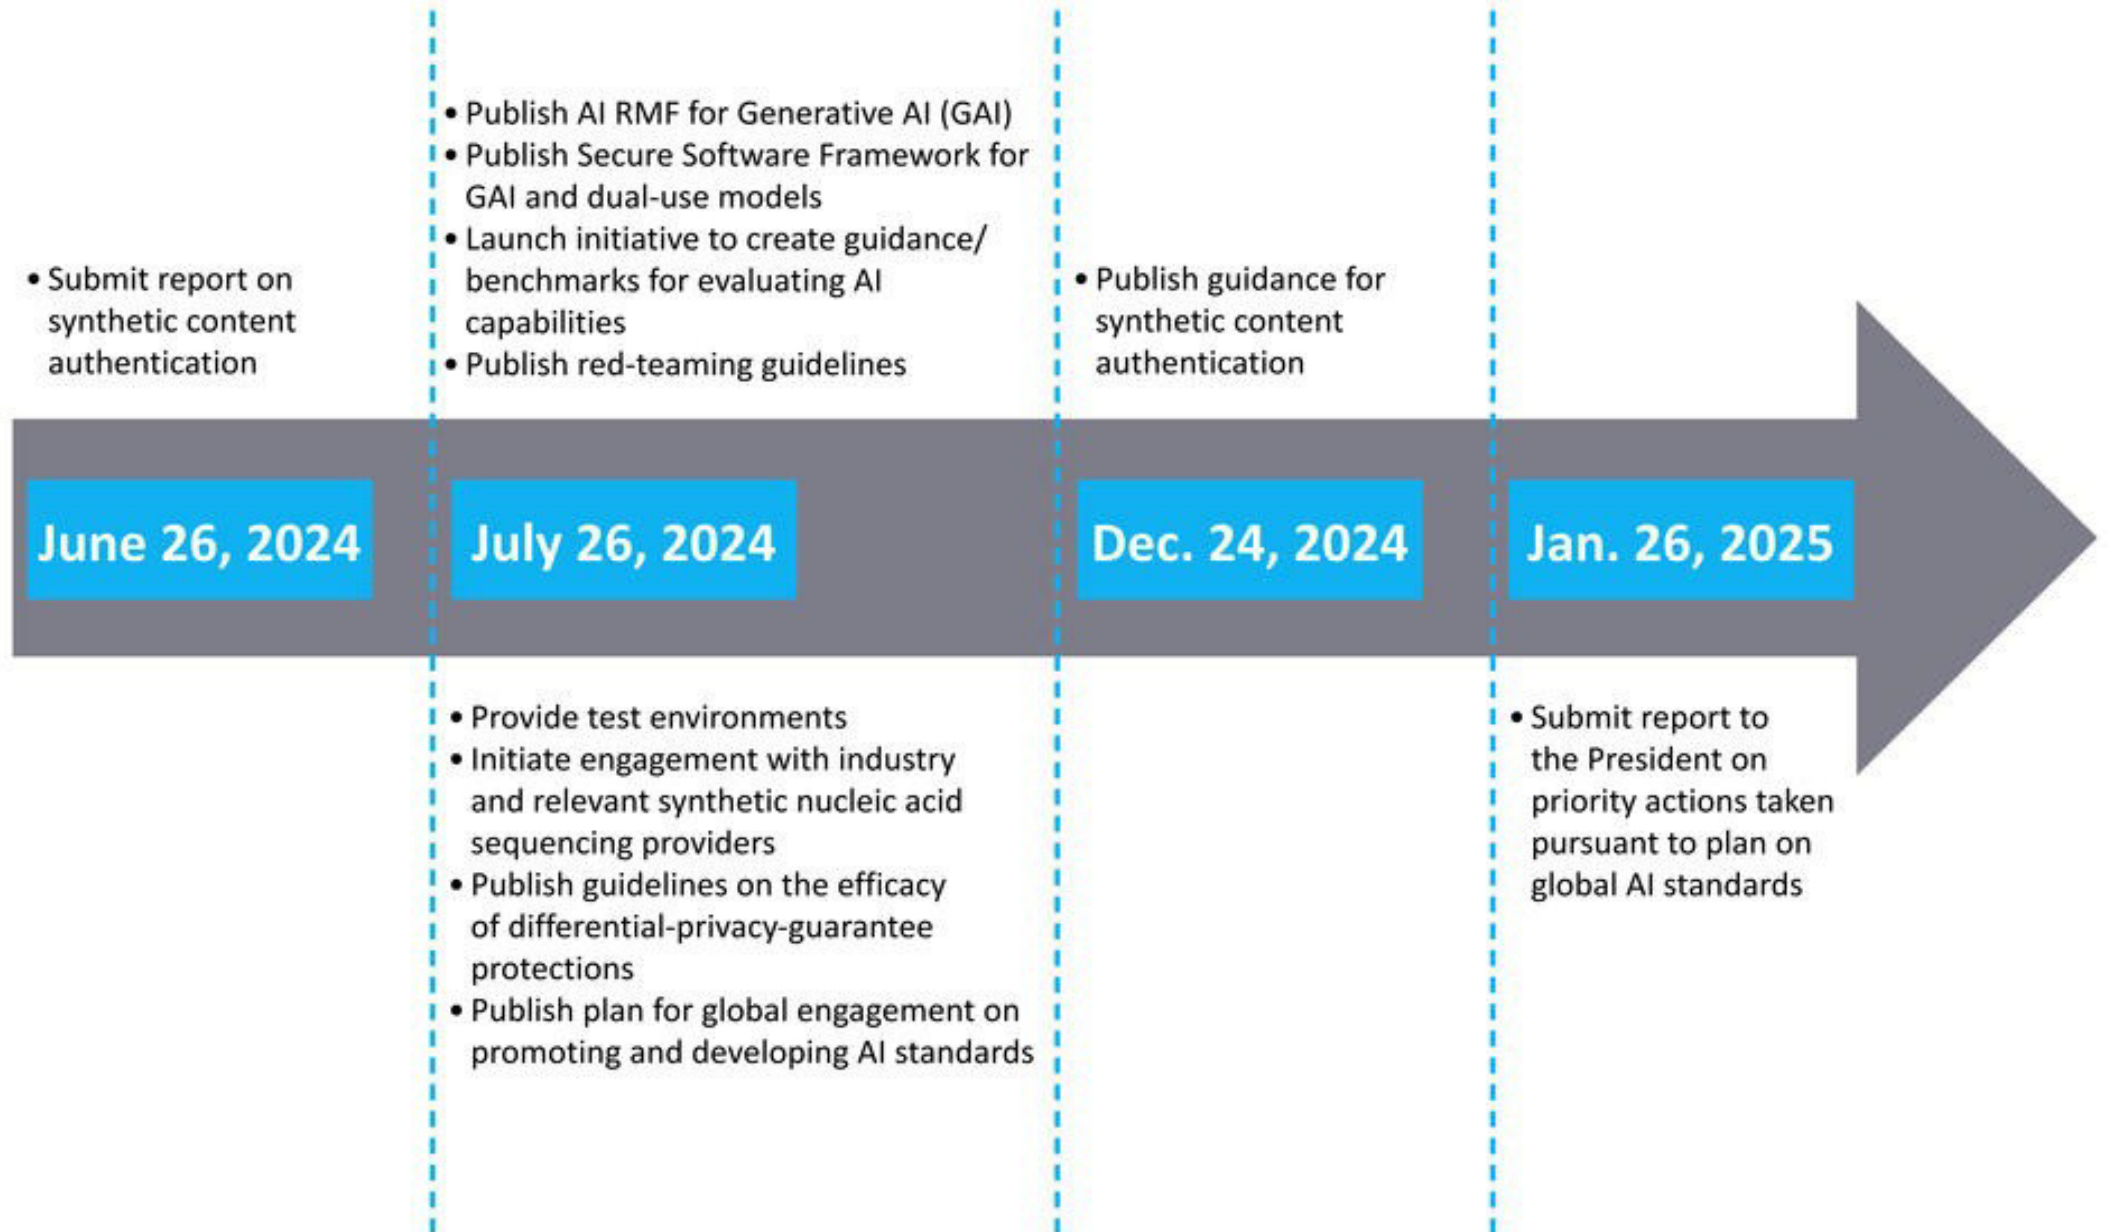 • Submit report on
synthetic content
authentication
• Publish AI RMF for Generative AI (GAI)
• Publish Secure Software Framework for
GAI and dual-use models
• Launch initiative to create guidance/
benchmarks for evaluating AI
capabilities
• Publish red-teaming guidelines
• Publish guidance for
synthetic content
authentication
June 26, 2024
July 26, 2024
Dec. 24, 2024
Jan. 26, 2025
• Provide test environments
• Initiate engagement with industry
and relevant synthetic nucleic acid
sequencing providers
• Publish guidelines on the efficacy
of differential-privacy-guarantee
protections
• Publish plan for global engagement on
promoting and developing AI standards
• Submit report to
the President on
priority actions taken
pursuant to plan on
global AI standards